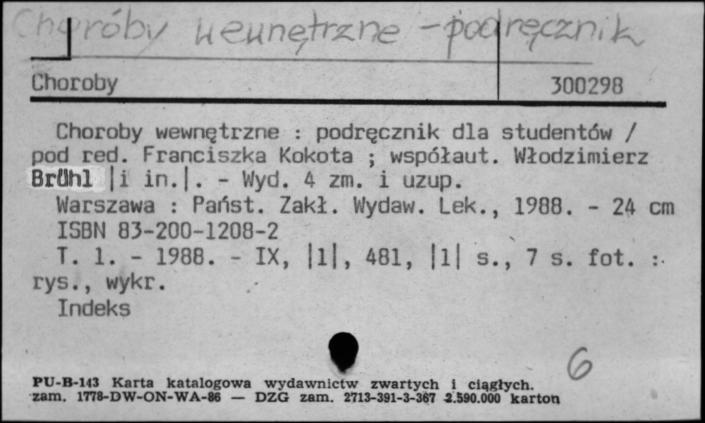 Choroby wewnętrzne - podręcznik
Choroby 300298
Choroby wewnętrzne : podręcznik dla studentów /
pod red. Franciszka Kokota ; współaut. Włodzimierz
Brühl |i in.|. - Wyd. 4 zm. i uzup.
Warszawa : Państ. Zakł. Wydaw. Lek., 1988. - 24 cm
ISBN 83-200-1208-2
T. 1. - 1988. - IX, |1|, 481, |1| s., 7 s. fot. :
rys., wykr.
Indeks
6
PU-B-143 Karta katalogowa wydawnictw zwartych i ciągłych.
zam. 1778-DW-ON-WA-86 — DZG zam. 2713-391-3-367 2.590.000 karton